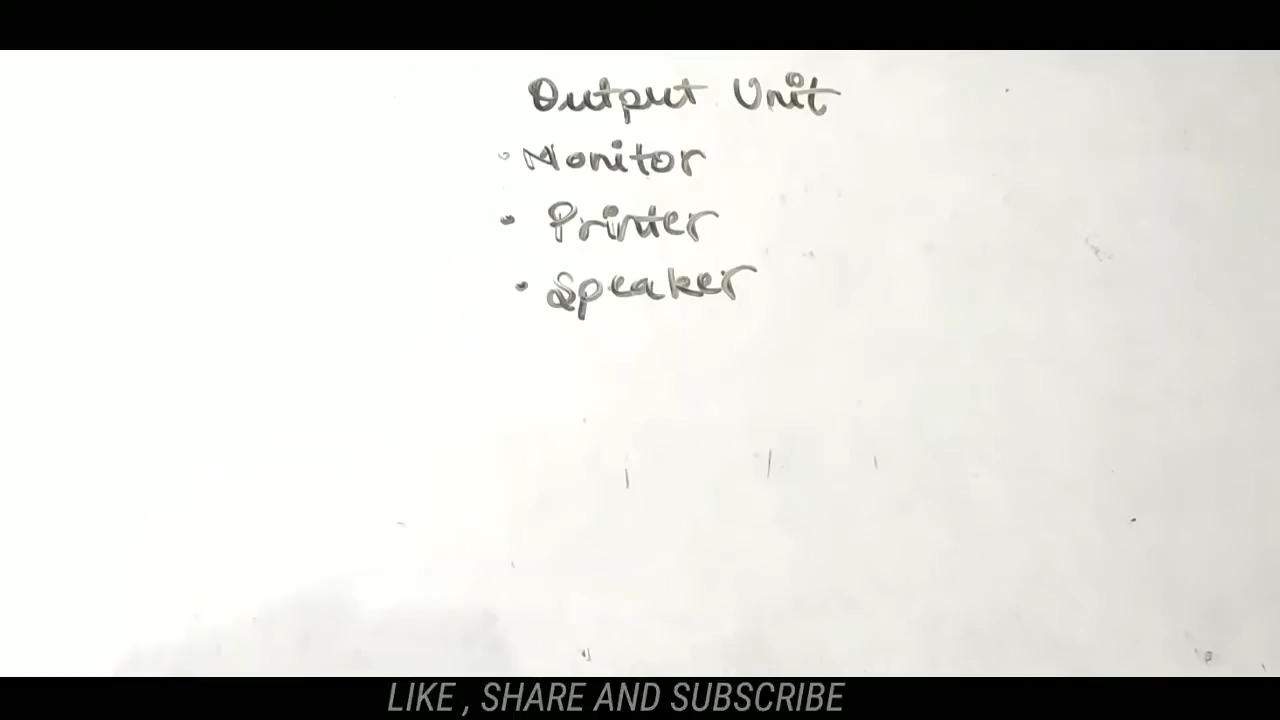 Output Unit
• Monitor
• Printer
• Speaker
LIKE , SHARE AND SUBSCRIBE